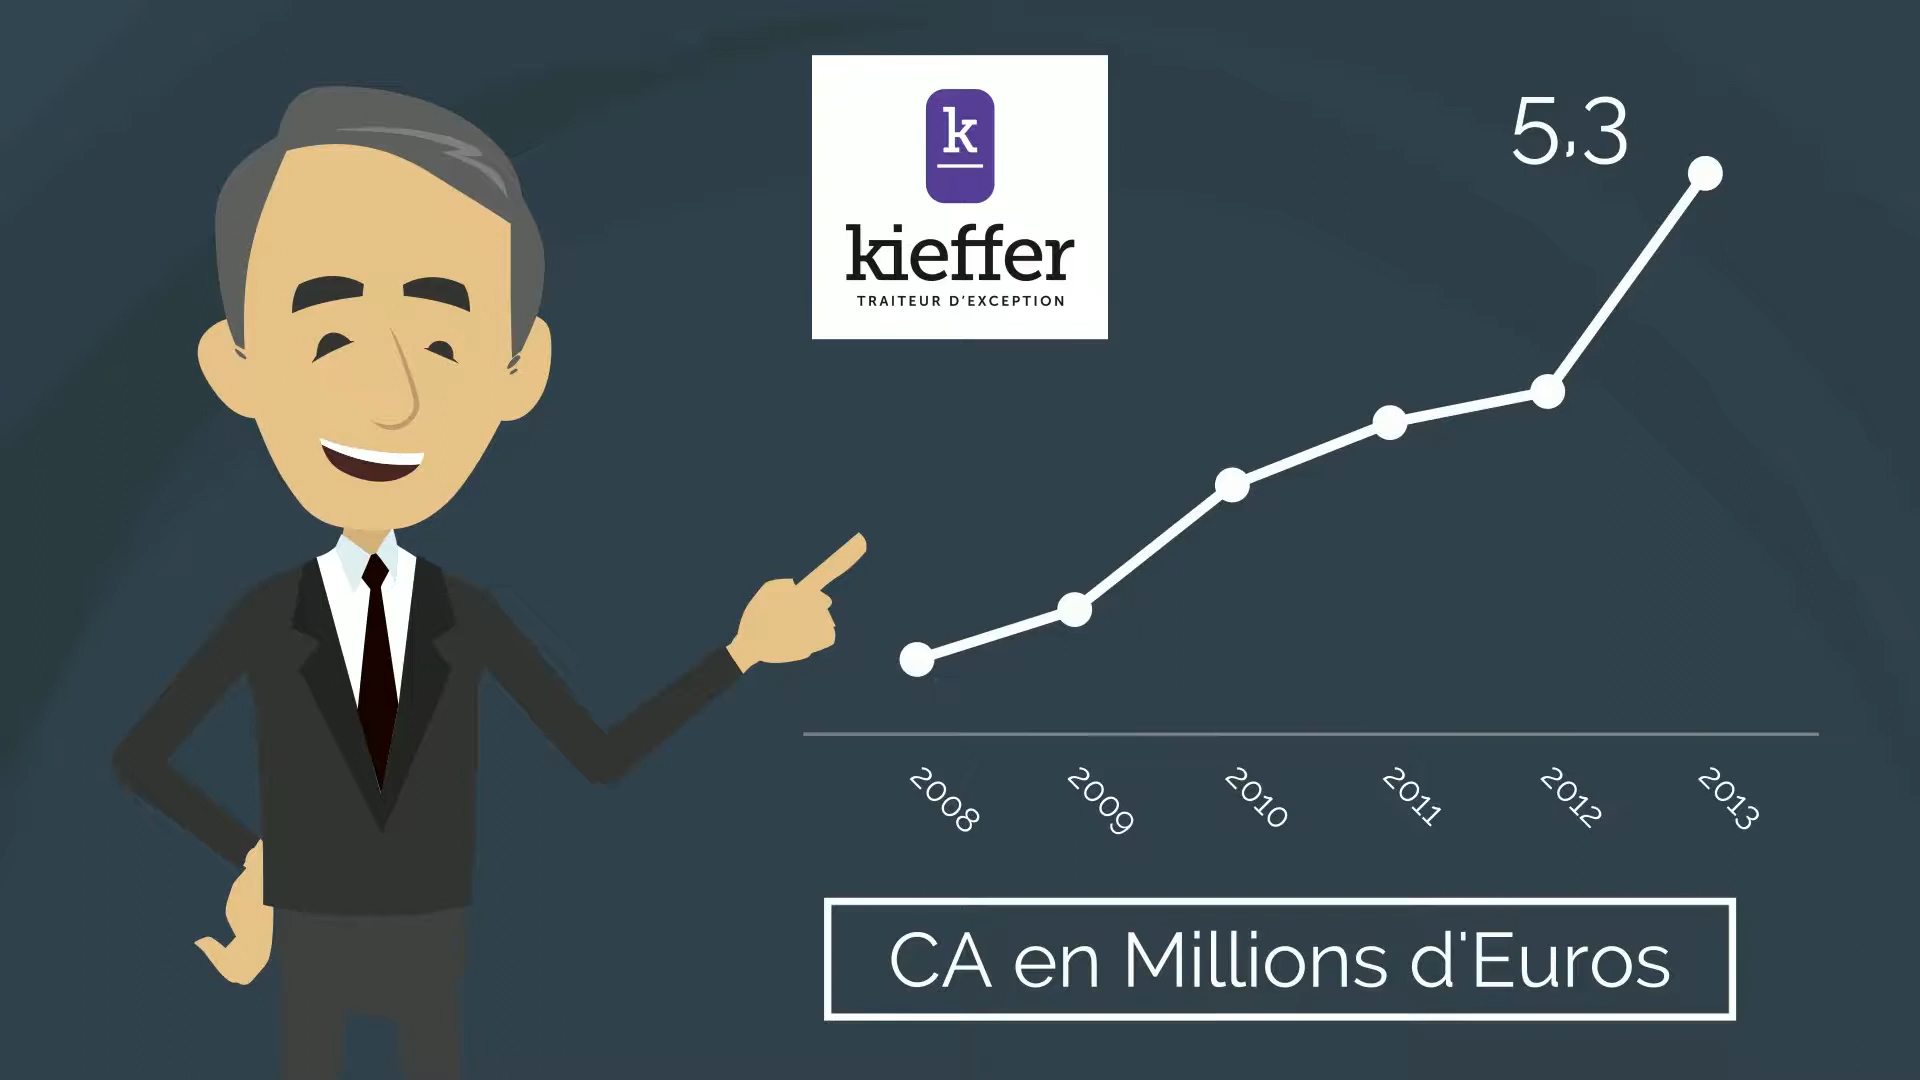 k
kieffer
TRAITEUR D'EXCEPTION
5,3
2008
2009
2010
2011
2012
2013
CA en Millions d'Euros